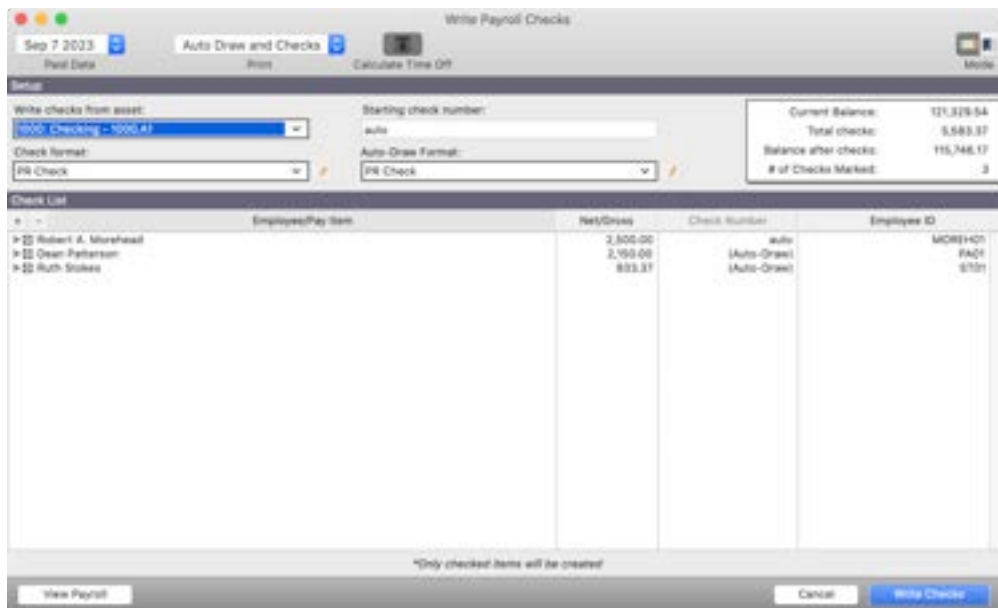 Write Payroll Checks
Sep 7 2023 Auto Draw and Checks
Paid Date Print Calculate Time Off Mode
Setup
Write checks from asset: Starting check number: Current Balance: 121,329.54
1000: Checking - 1000.A1 auto Total checks: 5,583.37
Check format: Auto-Draw Format: Balance after checks: 115,746.17
PR Check PR Check # of Checks Marked: 3
Check List
+ - Employee/Pay Item Net/Gross Check Number Employee ID
Robert A. Morehead 2,500.00 auto MOREH01
Dean Patterson 2,150.00 (Auto-Draw) PA01
Ruth Stokes 933.37 (Auto-Draw) ST01
*Only checked items will be created
View Payroll Cancel Write Checks